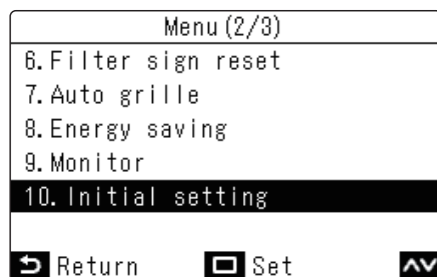 Menu(2/3)
6.Filter sign reset
7.Auto grille
8.Energy saving
9.Monitor
10.Initial setting
Return Set